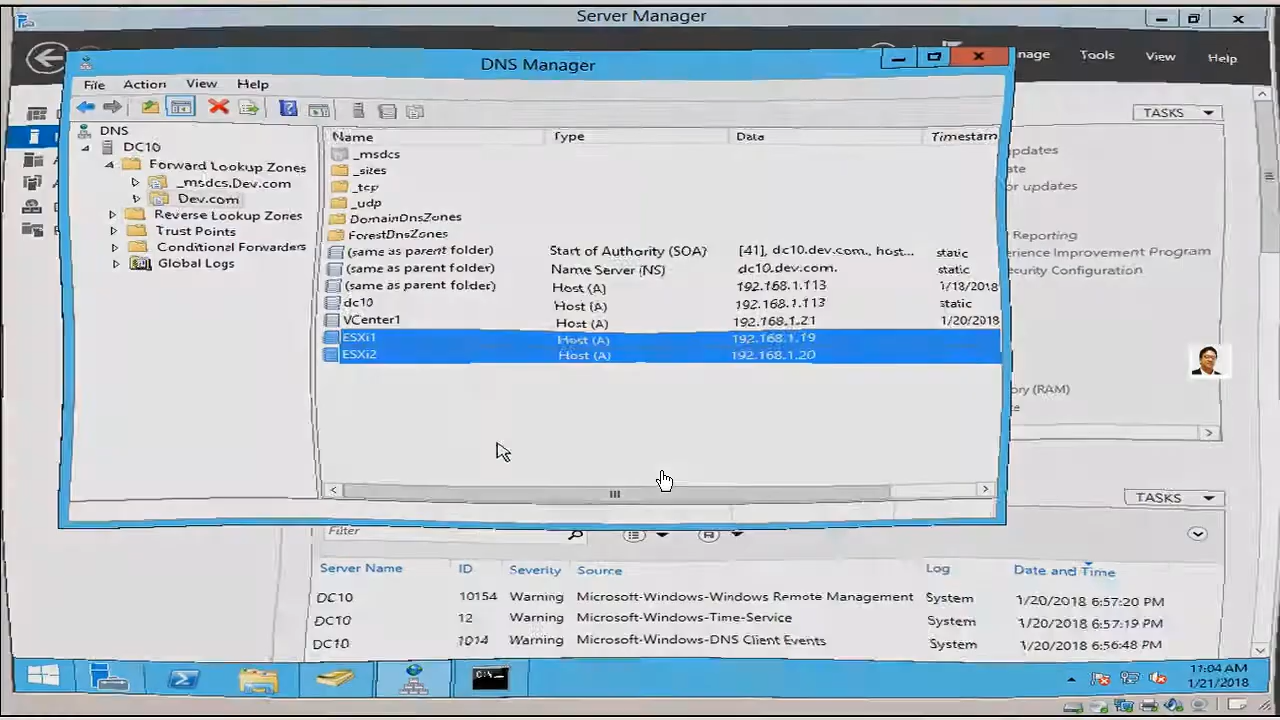 Server Manager
DNS Manager
nage Tools View Help
File Action View Help
TASKS
DNS
DC10
Forward Lookup Zones
_msdcs.Dev.com
Dev.com
Reverse Lookup Zones
Trust Points
Conditional Forwarders
Global Logs
Name Type Data Timestam
_msdcs
_sites
_tcp
_udp
DomainDnsZones
ForestDnsZones
(same as parent folder) Start of Authority (SOA) [41], dc10.dev.com., host... static
(same as parent folder) Name Server (NS) dc10.dev.com. static
(same as parent folder) Host (A) 192.168.1.113 1/18/2018
dc10 Host (A) 192.168.1.113 static
VCenter1 Host (A) 192.168.1.21 1/20/2018
ESXi1 Host (A) 192.168.1.19
ESXi2 Host (A) 192.168.1.20
pdates
or updates
Reporting
erience Improvement Program
curity Configuration
ory (RAM)
TASKS
Filter
Server Name ID Severity Source Log Date and Time
DC10 10154 Warning Microsoft-Windows-Windows Remote Management System 1/20/2018 6:57:20 PM
DC10 12 Warning Microsoft-Windows-Time-Service System 1/20/2018 6:57:19 PM
DC10 1014 Warning Microsoft-Windows-DNS Client Events System 1/20/2018 6:56:48 PM
11:04 AM
1/21/2018